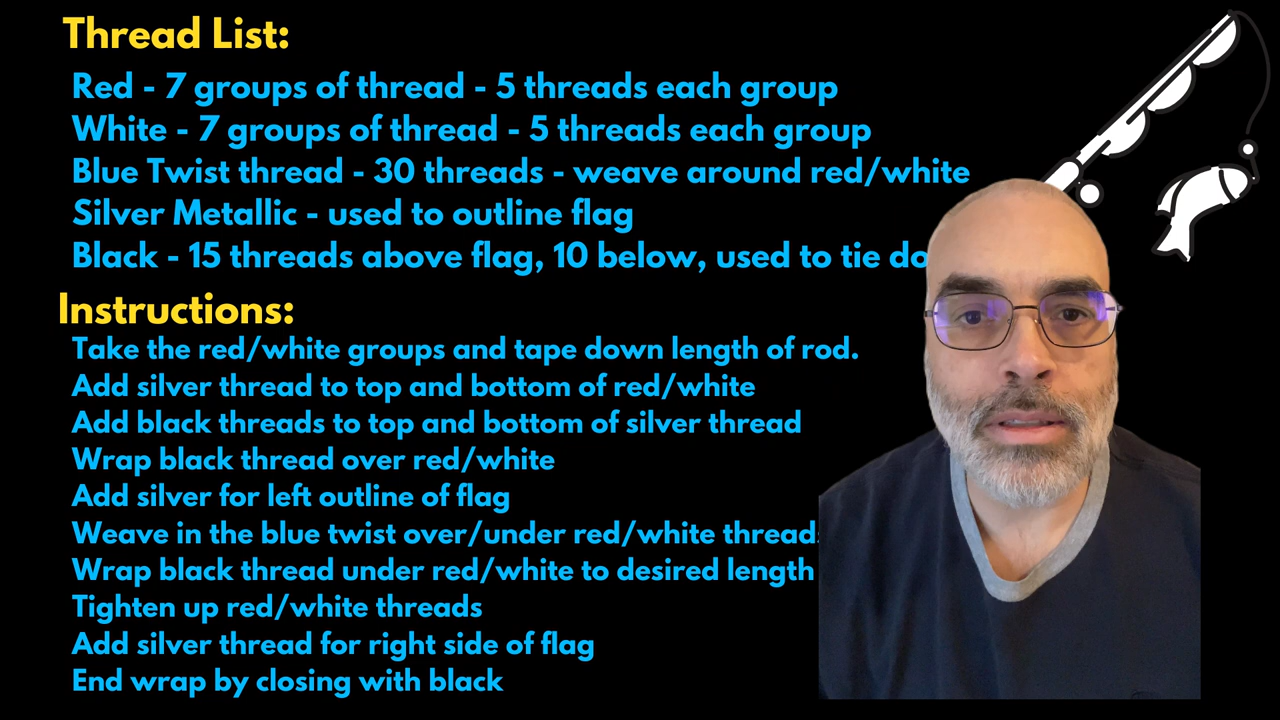 Thread List:
Red - 7 groups of thread - 5 threads each group
White - 7 groups of thread - 5 threads each group
Blue Twist thread - 30 threads - weave around red/white
Silver Metallic - used to outline flag
Black - 15 threads above flag, 10 below, used to tie
Instructions:
Take the red/white groups and tape down length of rod.
Add silver thread to top and bottom of red/white
Add black threads to top and bottom of silver thread
Wrap black thread over red/white
Add silver for left outline of flag
Weave in the blue twist over/under red/white threads
Wrap black thread under red/white to desired length
Tighten up red/white threads
Add silver thread for right side of flag
End wrap by closing with black